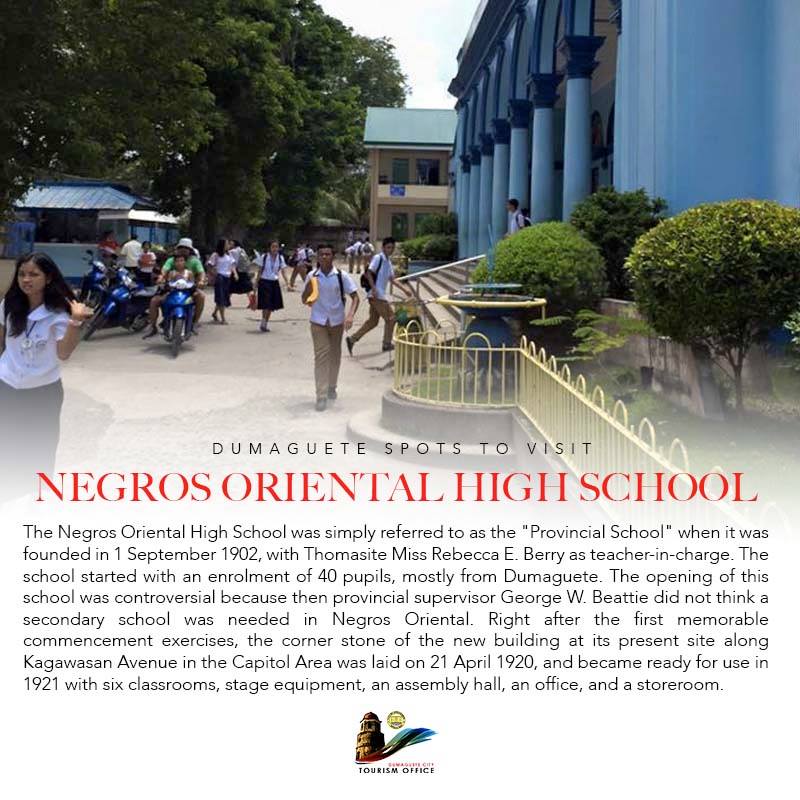 DUMAGUETE SPOTS TO VISIT
NEGROS ORIENTAL HIGH SCHOOL
The Negros Oriental High School was simply referred to as the "Provincial School" when it was
founded in 1 September 1902, with Thomasite Miss Rebecca E. Berry as teacher-in-charge. The
school started with an enrolment of 40 pupils, mostly from Dumaguete. The opening of this
school was controversial because then provincial supervisor George W. Beattie did not think a
secondary school was needed in Negros Oriental. Right after the first memorable
commencement exercises, the corner stone of the new building at its present site along
Kagawasan Avenue in the Capitol Area was laid on 21 April 1920, and became ready for use in
1921 with six classrooms, stage equipment, an assembly hall, an office, and a storeroom.
DUMAGUETE CITY
TOURISM OFFICE